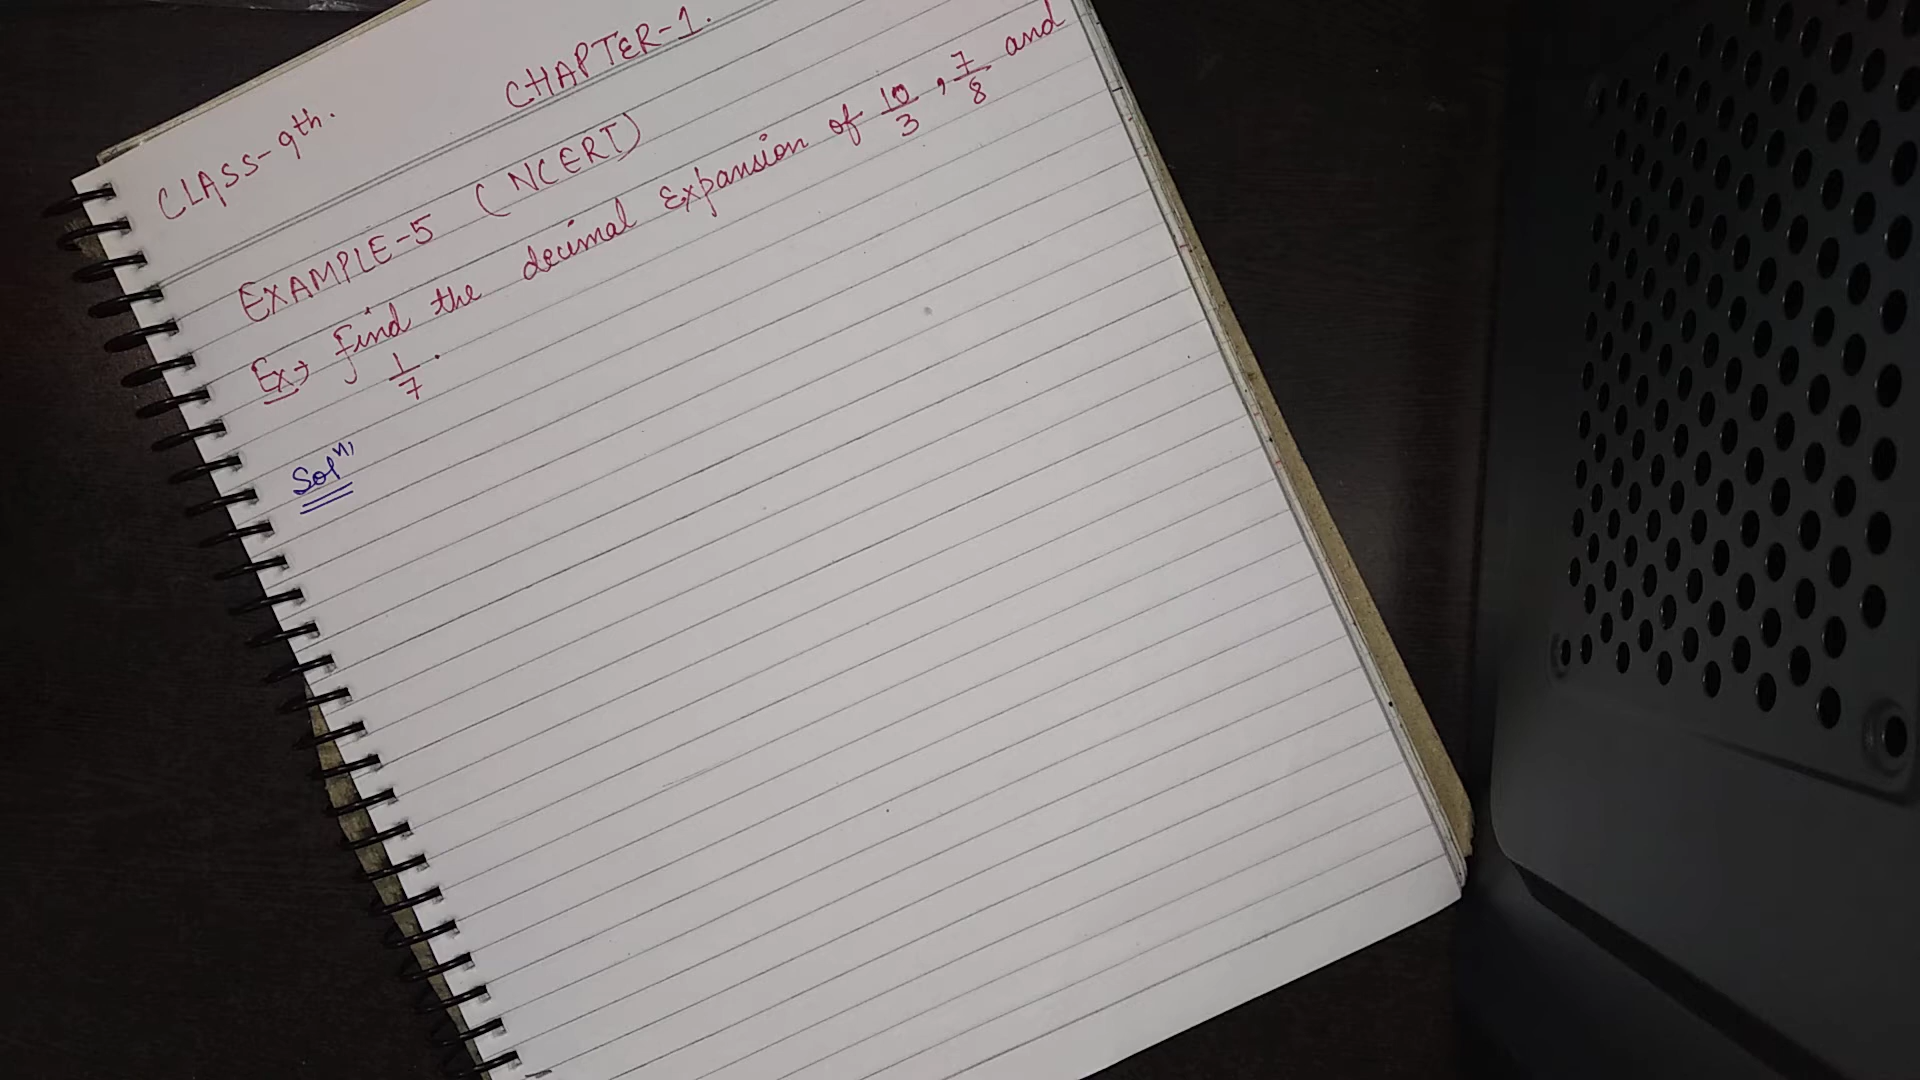 CHAPTER-1.
CLASS-9th.
EXAMPLE-5 (NCERT)
Ex→ Find the decimal Expansion of 10/3, 7/8 and
1/7.
Solⁿ)